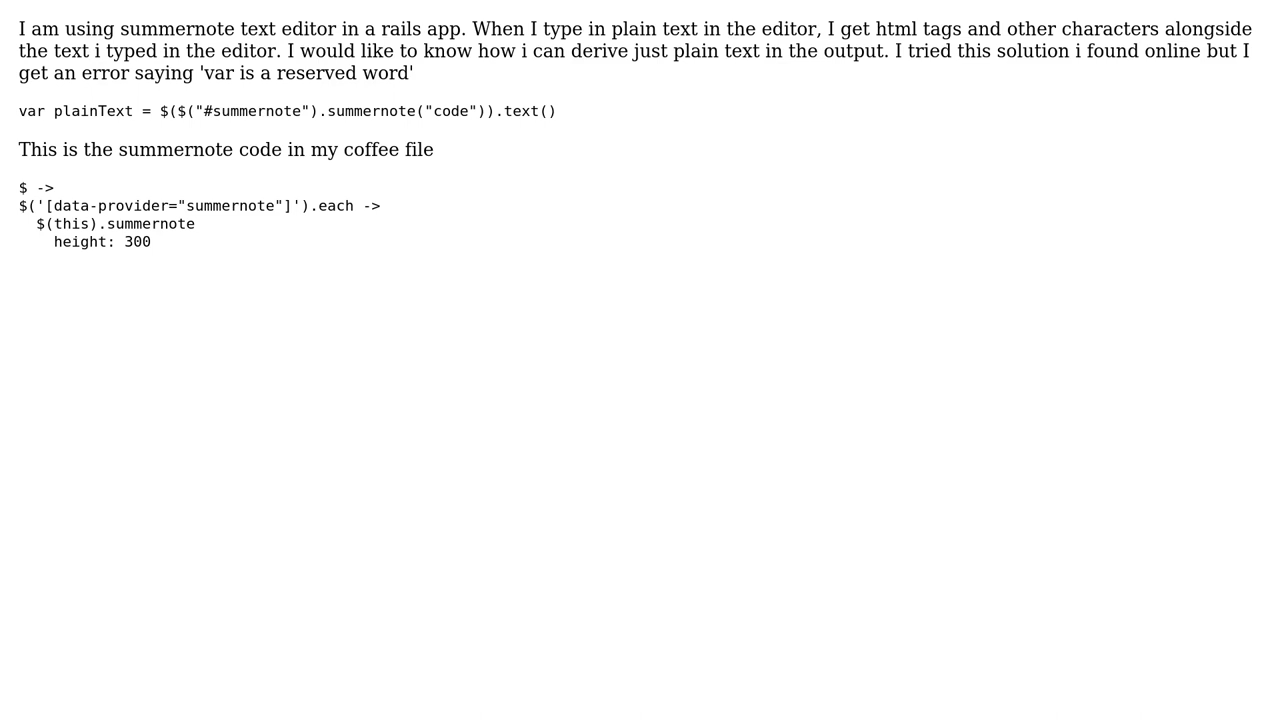 I am using summernote text editor in a rails app. When I type in plain text in the editor, I get html tags and other characters alongside
the text i typed in the editor. I would like to know how i can derive just plain text in the output. I tried this solution i found online but I
get an error saying 'var is a reserved word'
var plainText = $($("#summernote").summernote("code")).text()
This is the summernote code in my coffee file
$ ->
$('[data-provider="summernote"]').each ->
  $(this).summernote
    height: 300